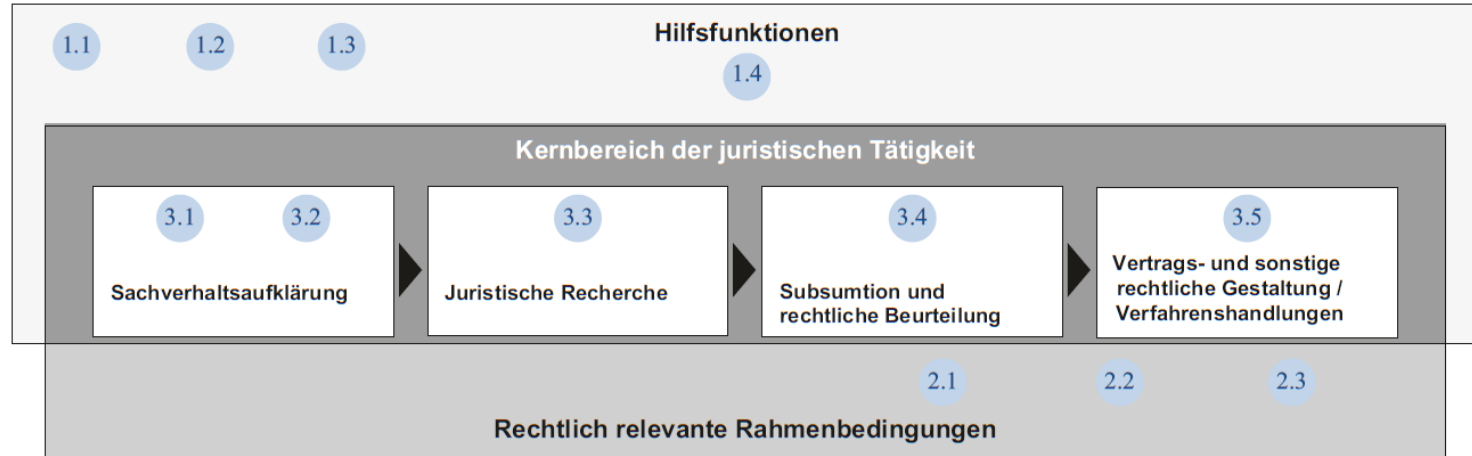 Hilfsfunktionen
1.1 1.2 1.3
1.4
Kernbereich der juristischen Tätigkeit
3.1 3.2
Sachverhaltsaufklärung
3.3
Juristische Recherche
3.4
Subsumtion und
rechtliche Beurteilung
3.5
Vertrags- und sonstige
rechtliche Gestaltung /
Verfahrenshandlungen
2.1 2.2 2.3
Rechtlich relevante Rahmenbedingungen